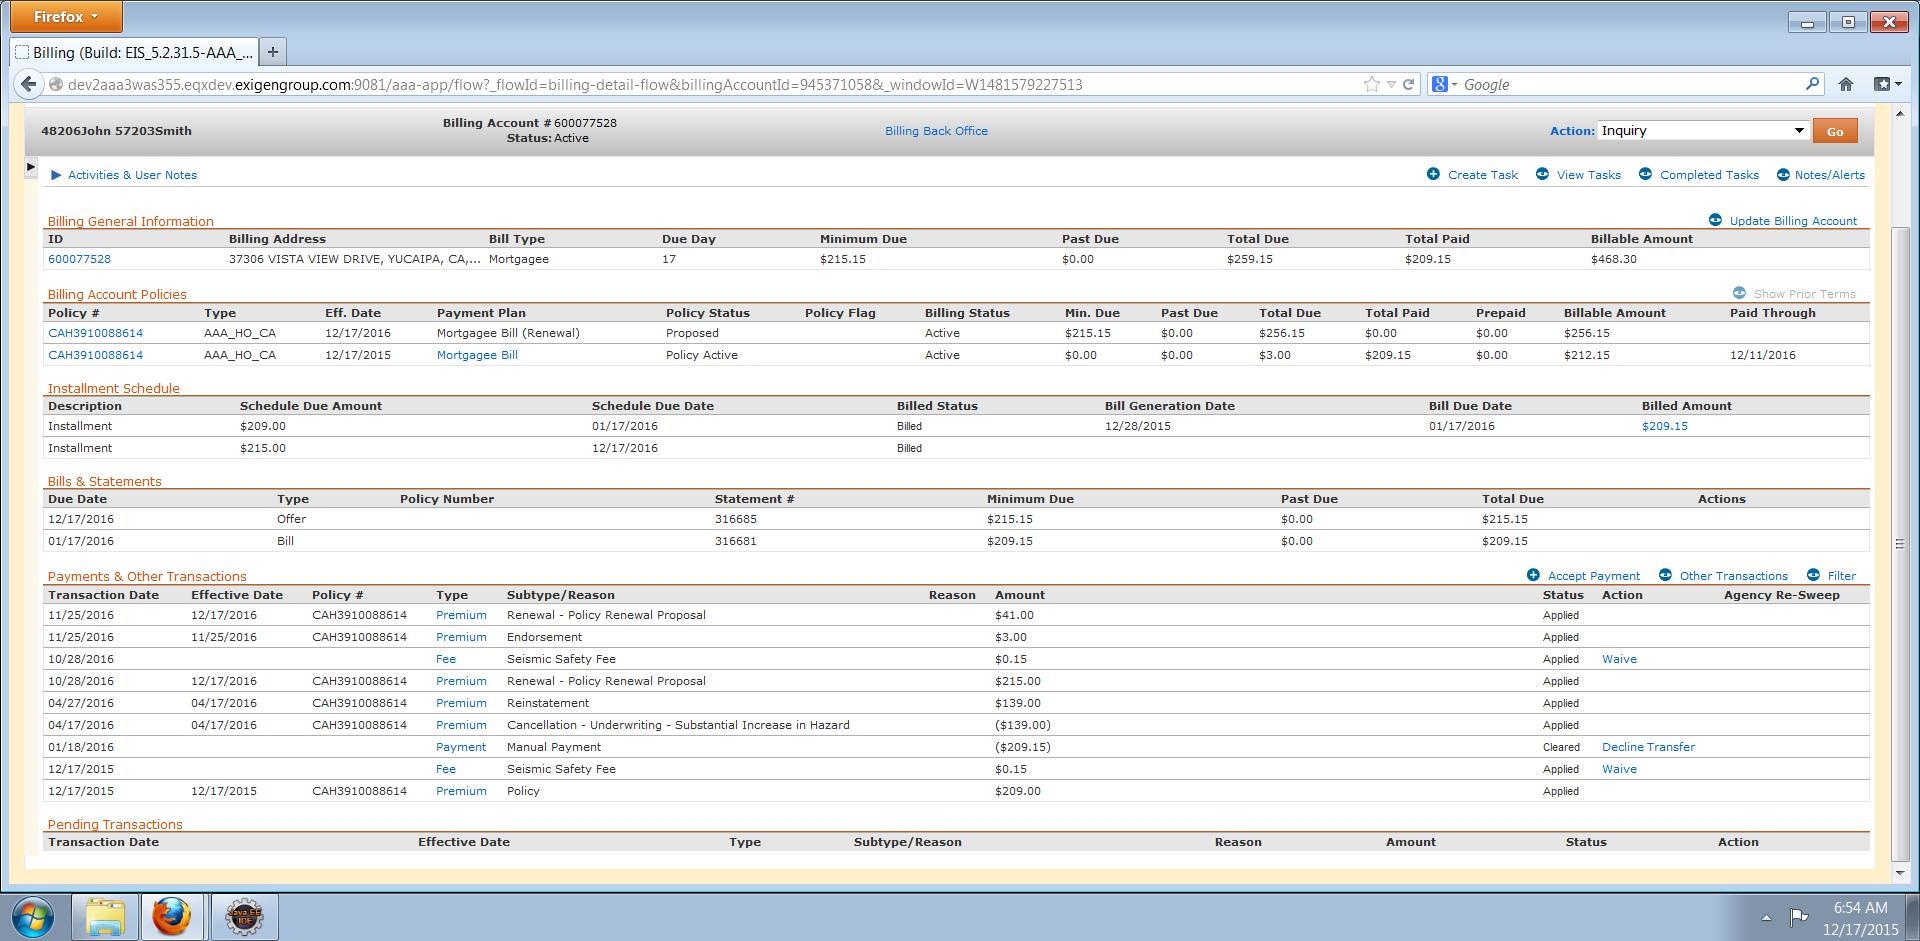 Firefox
Billing (Build: EIS_5.2.31.5-AAA_...
dev2aaa3was355.eqxdev.exigengroup.com:9081/aaa-app/flow?_flowId=billing-detail-flow&billingAccountId=945371058&_windowId=W1481579227513
Google
48206John 57203Smith
Billing Account # 600077528
Status: Active
Billing Back Office
Action: Inquiry Go
Activities & User Notes
Create Task View Tasks Completed Tasks Notes/Alerts
Billing General Information Update Billing Account
ID Billing Address Bill Type Due Day Minimum Due Past Due Total Due Total Paid Billable Amount
600077528 37306 VISTA VIEW DRIVE, YUCAIPA, CA,... Mortgagee 17 $215.15 $0.00 $259.15 $209.15 $468.30
Billing Account Policies Show Prior Terms
Policy # Type Eff. Date Payment Plan Policy Status Policy Flag Billing Status Min. Due Past Due Total Due Total Paid Prepaid Billable Amount Paid Through
CAH3910088614 AAA_HO_CA 12/17/2016 Mortgagee Bill (Renewal) Proposed Active $215.15 $0.00 $256.15 $0.00 $0.00 $256.15
CAH3910088614 AAA_HO_CA 12/17/2015 Mortgagee Bill Policy Active Active $0.00 $0.00 $3.00 $209.15 $0.00 $212.15 12/11/2016
Installment Schedule
Description Schedule Due Amount Schedule Due Date Billed Status Bill Generation Date Bill Due Date Billed Amount
Installment $209.00 01/17/2016 Billed 12/28/2015 01/17/2016 $209.15
Installment $215.00 12/17/2016 Billed
Bills & Statements
Due Date Type Policy Number Statement # Minimum Due Past Due Total Due Actions
12/17/2016 Offer 316685 $215.15 $0.00 $215.15
01/17/2016 Bill 316681 $209.15 $0.00 $209.15
Payments & Other Transactions Accept Payment Other Transactions Filter
Transaction Date Effective Date Policy # Type Subtype/Reason Reason Amount Status Action Agency Re-Sweep
11/25/2016 12/17/2016 CAH3910088614 Premium Renewal - Policy Renewal Proposal $41.00 Applied
11/25/2016 11/25/2016 CAH3910088614 Premium Endorsement $3.00 Applied
10/28/2016 Fee Seismic Safety Fee $0.15 Applied Waive
10/28/2016 12/17/2016 CAH3910088614 Premium Renewal - Policy Renewal Proposal $215.00 Applied
04/27/2016 04/17/2016 CAH3910088614 Premium Reinstatement $139.00 Applied
04/17/2016 04/17/2016 CAH3910088614 Premium Cancellation - Underwriting - Substantial Increase in Hazard ($139.00) Applied
01/18/2016 Payment Manual Payment ($209.15) Cleared Decline Transfer
12/17/2015 Fee Seismic Safety Fee $0.15 Applied Waive
12/17/2015 12/17/2015 CAH3910088614 Premium Policy $209.00 Applied
Pending Transactions
Transaction Date Effective Date Type Subtype/Reason Reason Amount Status Action
Java EE
IDE
6:54 AM
12/17/2015